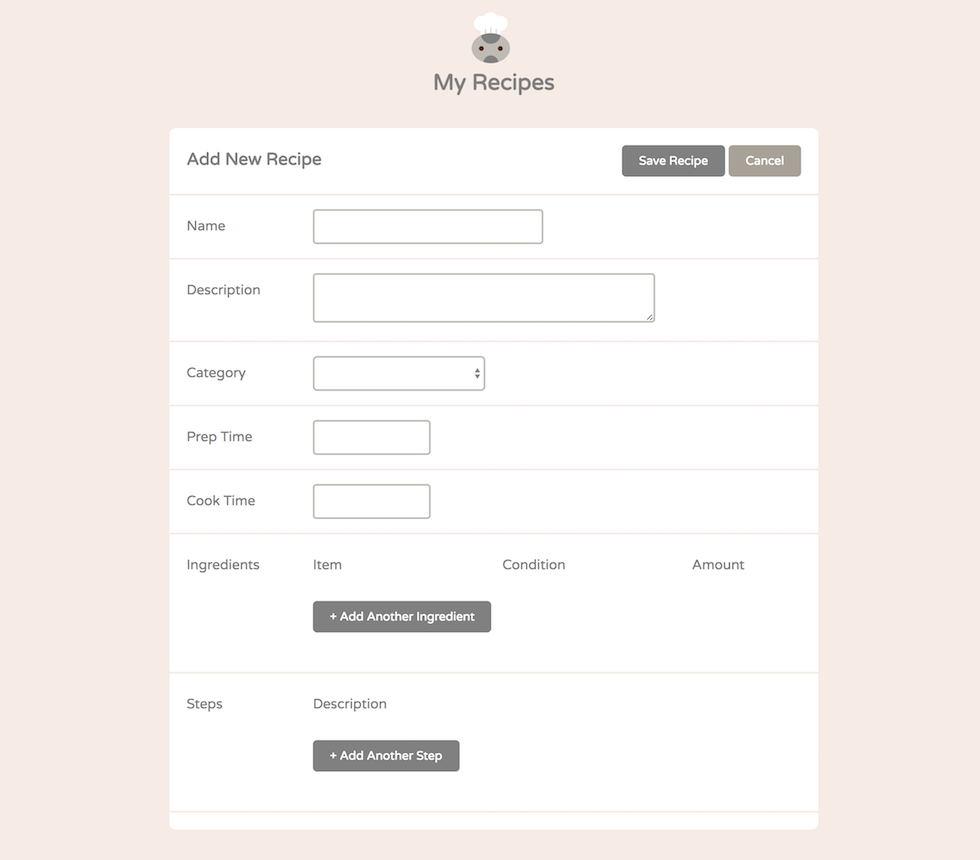 My Recipes
Add New Recipe
Save Recipe
Cancel
Name
Description
Category
Prep Time
Cook Time
Ingredients Item Condition Amount
+ Add Another Ingredient
Steps Description
+ Add Another Step